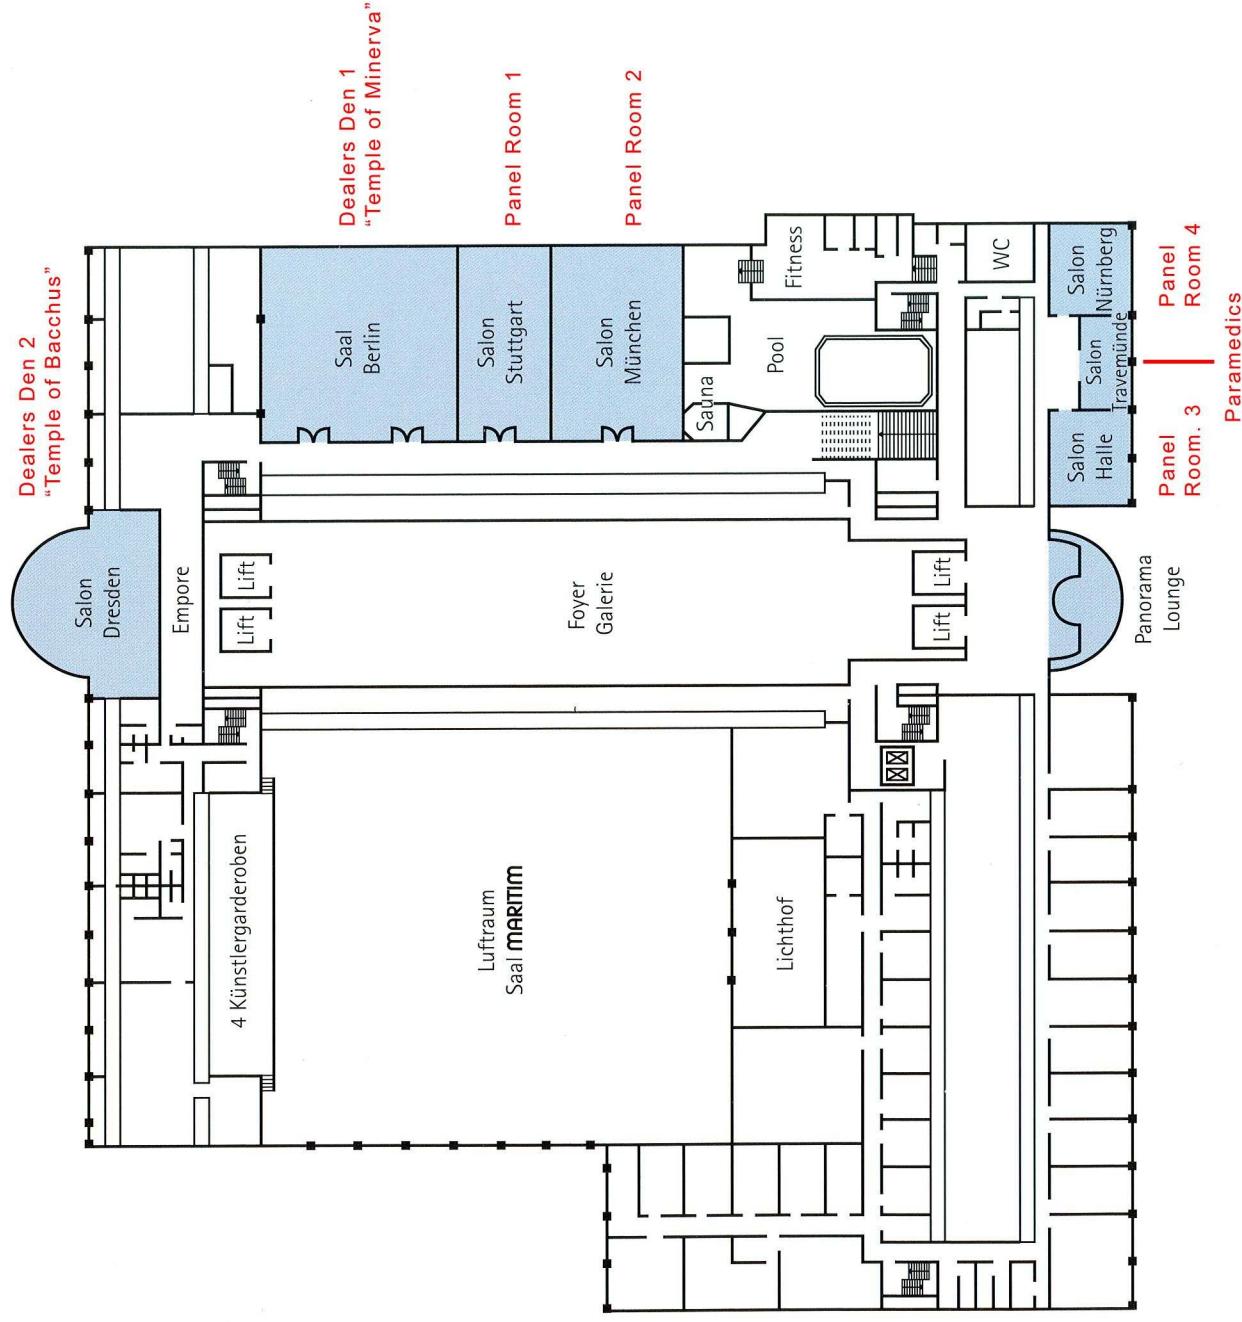 Dealers Den 2
“Temple of Bacchus”
Dealers Den 1
“Temple of Minerva”
Panel Room 1
Panel Room 2
Salon
Dresden
Empore
Saal
Berlin
Salon
Stuttgart
Salon
München
Sauna
Pool
Fitness
WC
Salon
Nürnberg
Salon
Travemünde
Salon
Halle
Panel
Room 4
Panel
Room. 3
Paramedics
Lift
Lift
Foyer
Galerie
Lift
Lift
Panorama
Lounge
4 Künstlergarderoben
Luftraum
Saal MARITIM
Lichthof